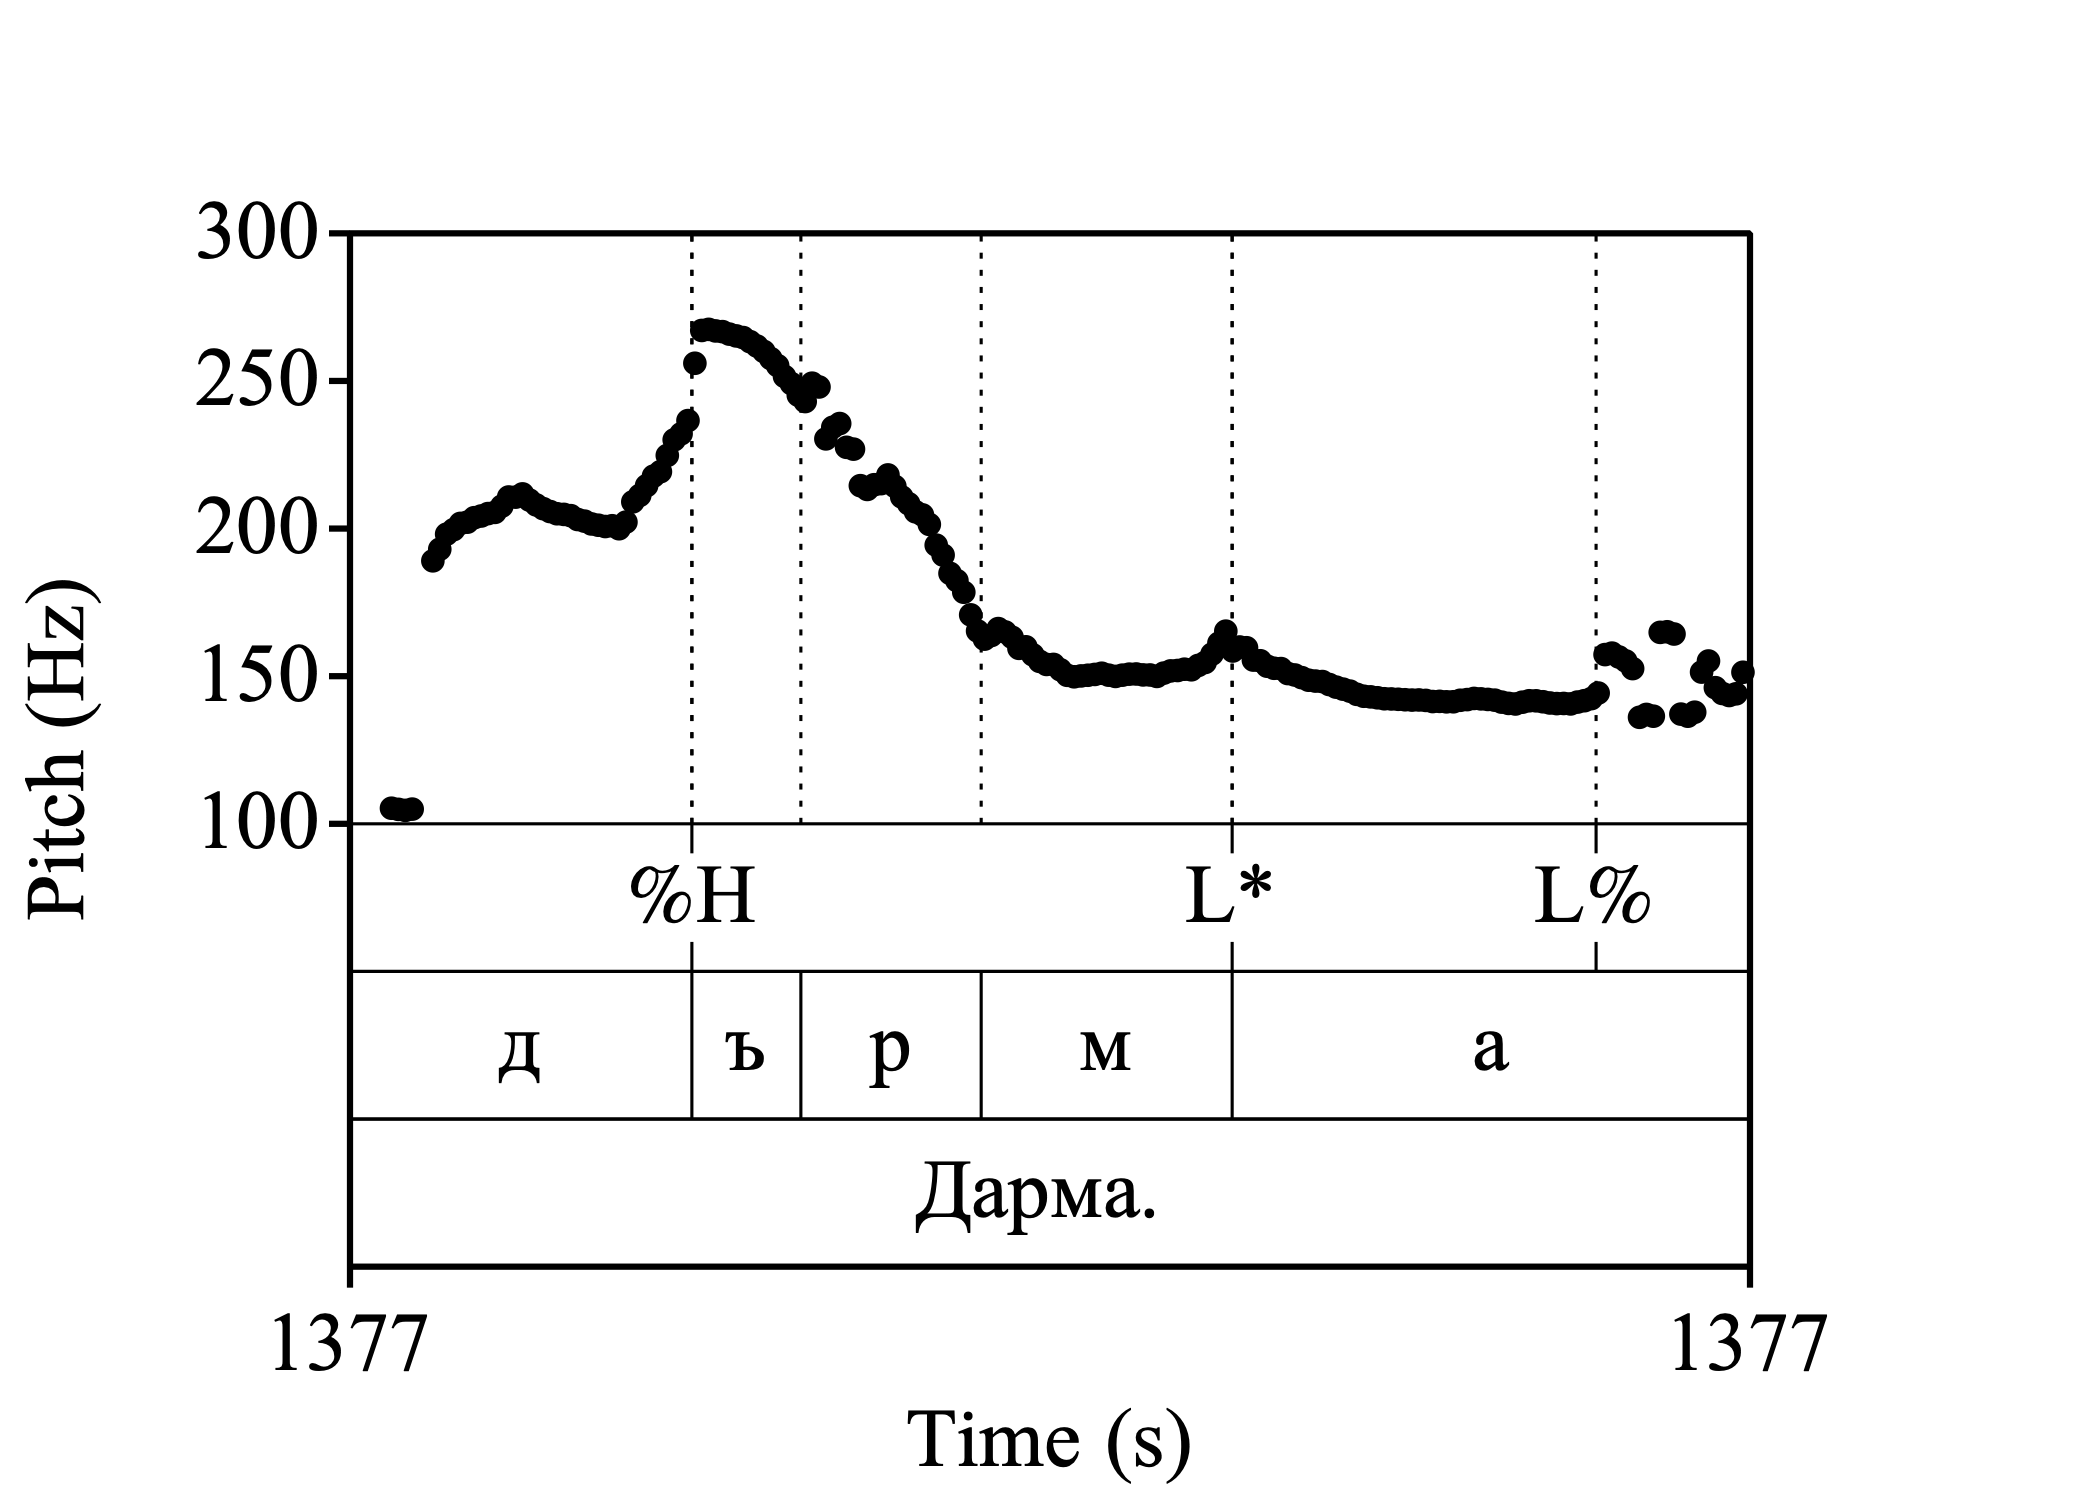 300
250
200
150
100
Pitch (Hz)
%H L* L%
д ъ р м а
Дарма.
1377 1377
Time (s)